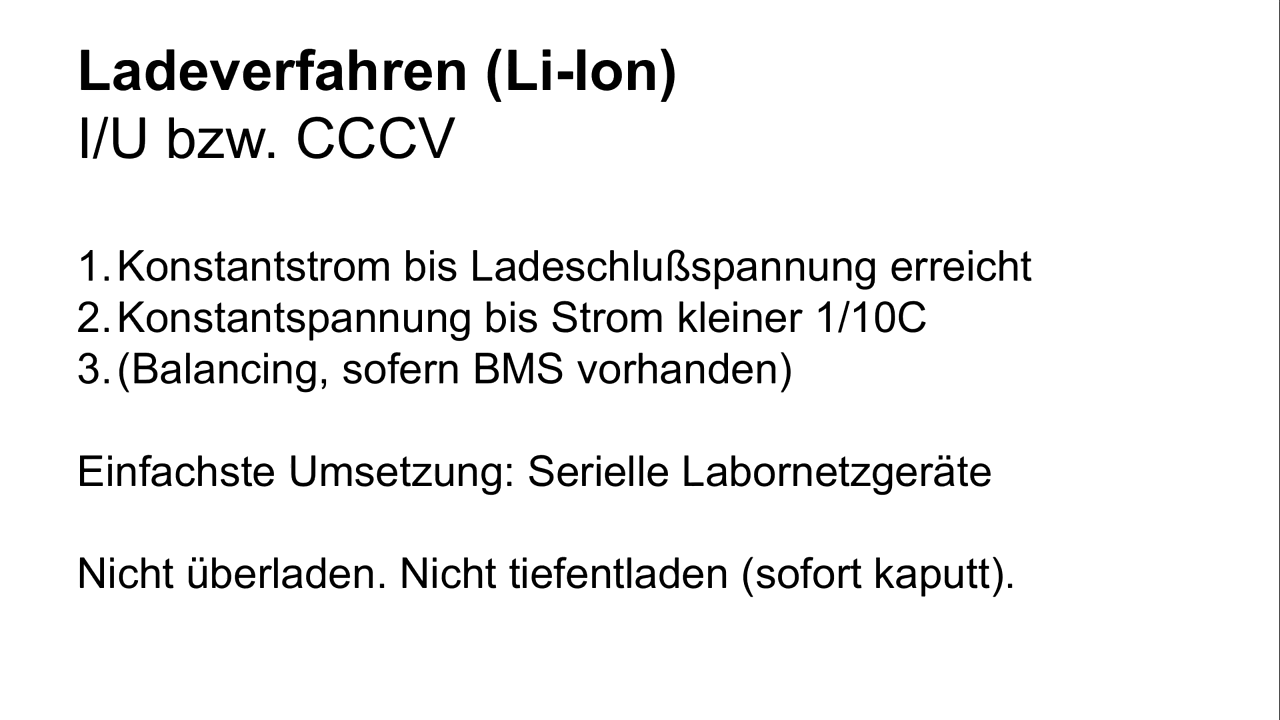 Ladeverfahren (Li-Ion)
I/U bzw. CCCV
1. Konstantstrom bis Ladeschlußspannung erreicht
2. Konstantspannung bis Strom kleiner 1/10C
3. (Balancing, sofern BMS vorhanden)
Einfachste Umsetzung: Serielle Labornetzgeräte
Nicht überladen. Nicht tiefentladen (sofort kaputt).